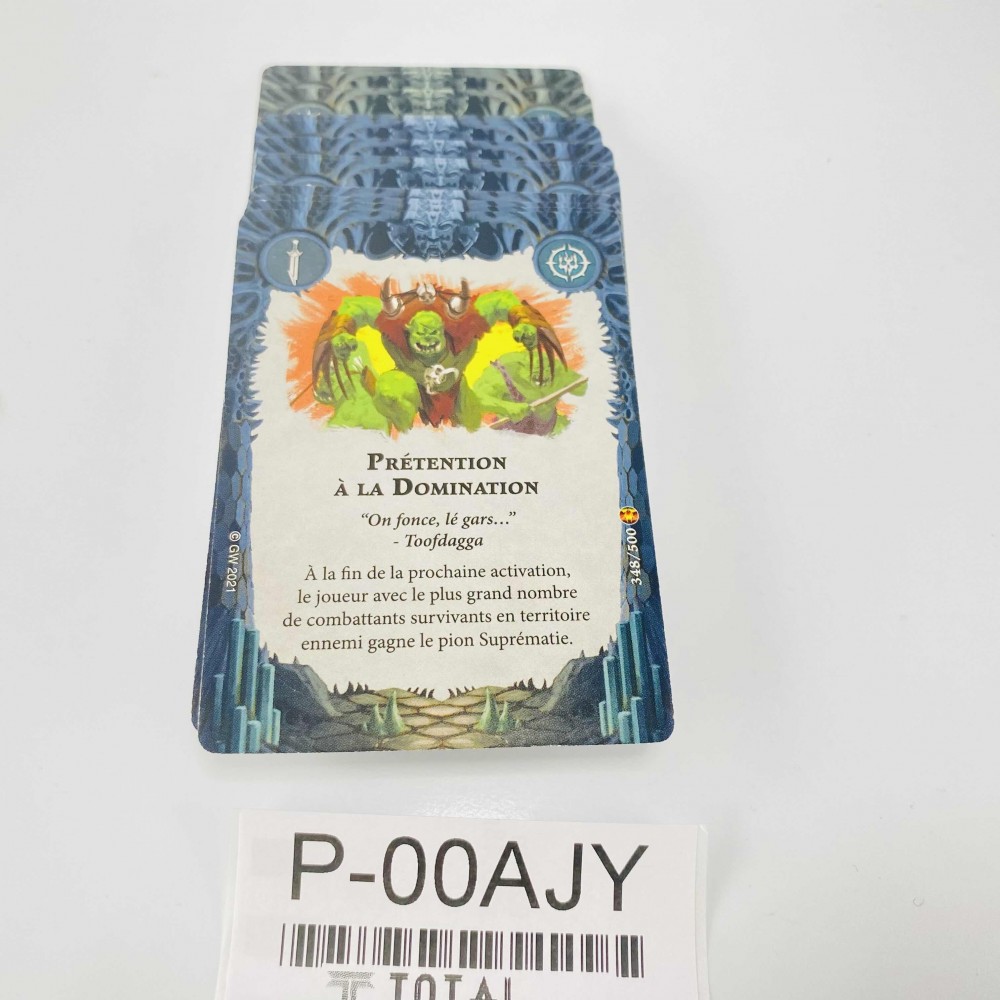 PRÉTENTION
À LA DOMINATION
“On fonce, lé gars…”
- Toofdagga
À la fin de la prochaine activation,
le joueur avec le plus grand nombre
de combattants survivants en territoire
ennemi gagne le pion Suprématie.
© GW 2021
348/500
P-00AJY
TOTAL